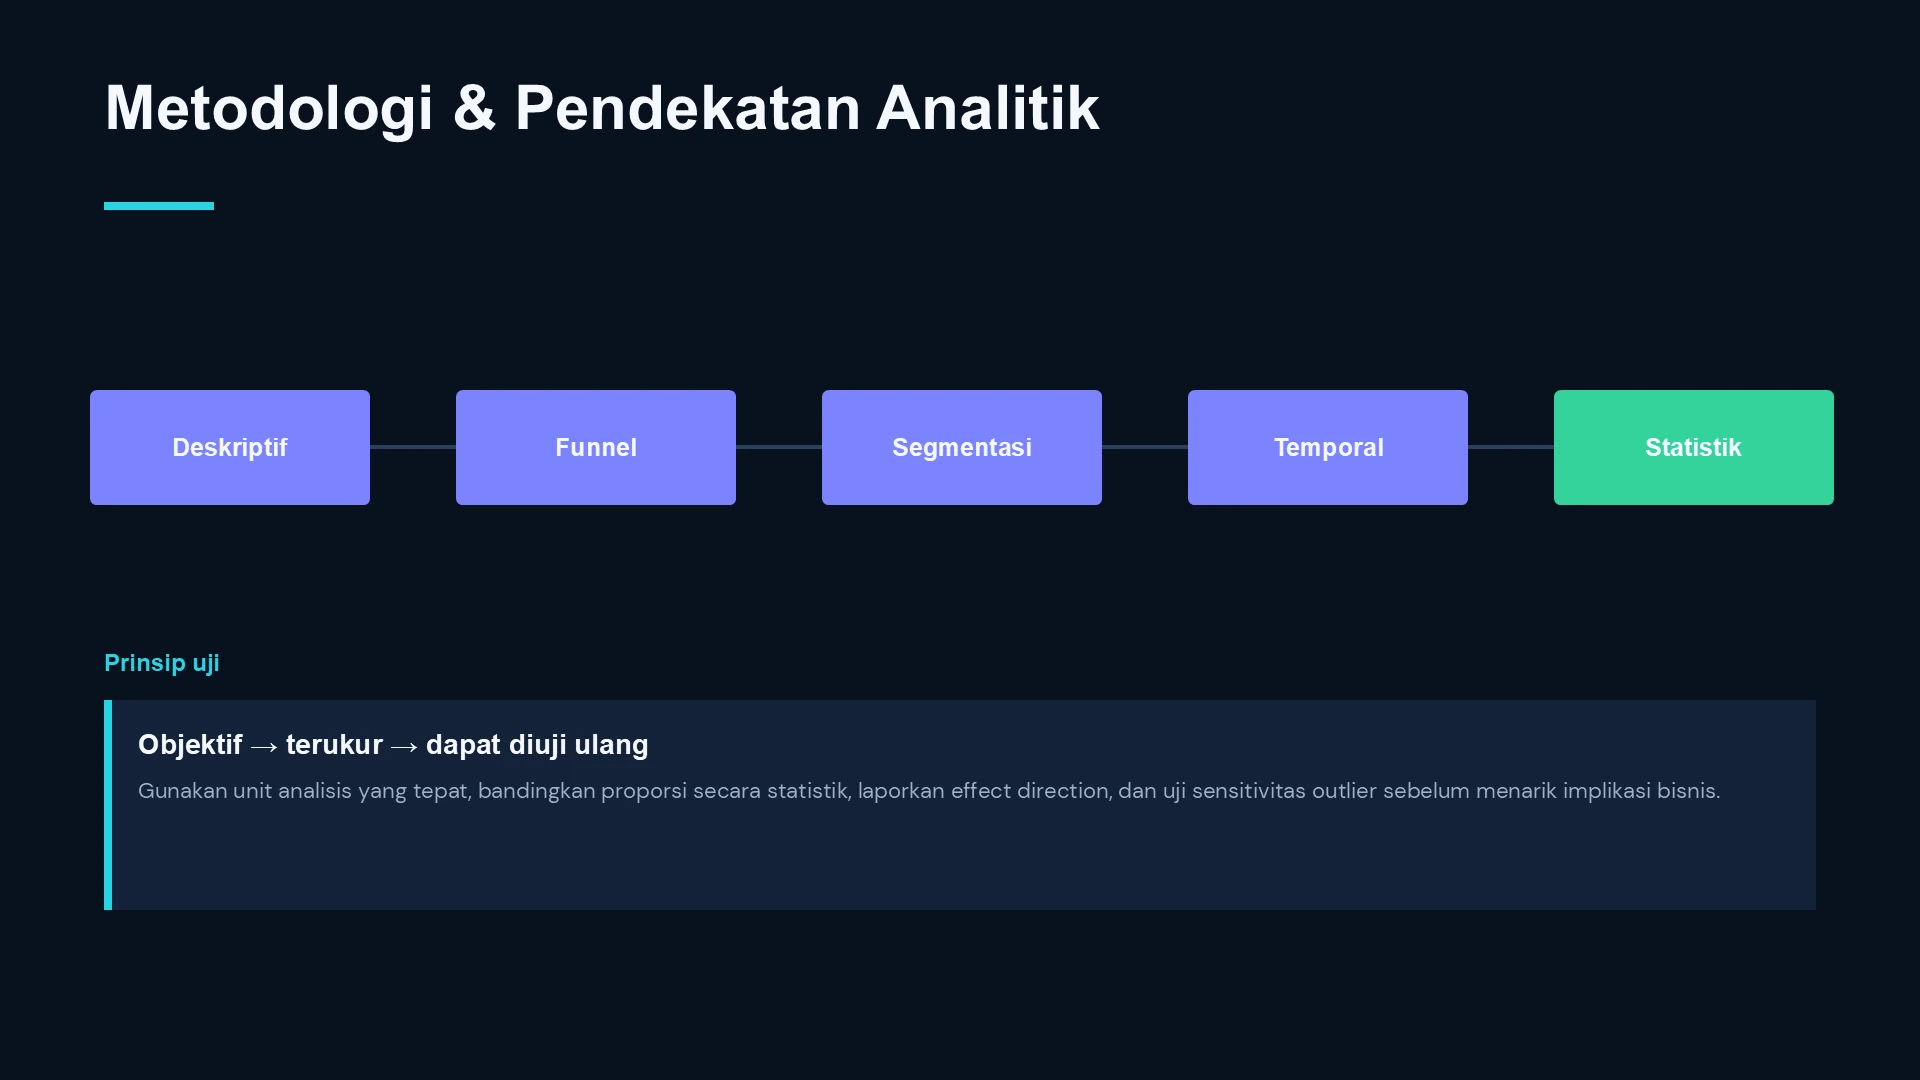 Metodologi & Pendekatan Analitik
Deskriptif
Funnel
Segmentasi
Temporal
Statistik
Prinsip uji
Objektif → terukur → dapat diuji ulang
Gunakan unit analisis yang tepat, bandingkan proporsi secara statistik, laporkan effect direction, dan uji sensitivitas outlier sebelum menarik implikasi bisnis.